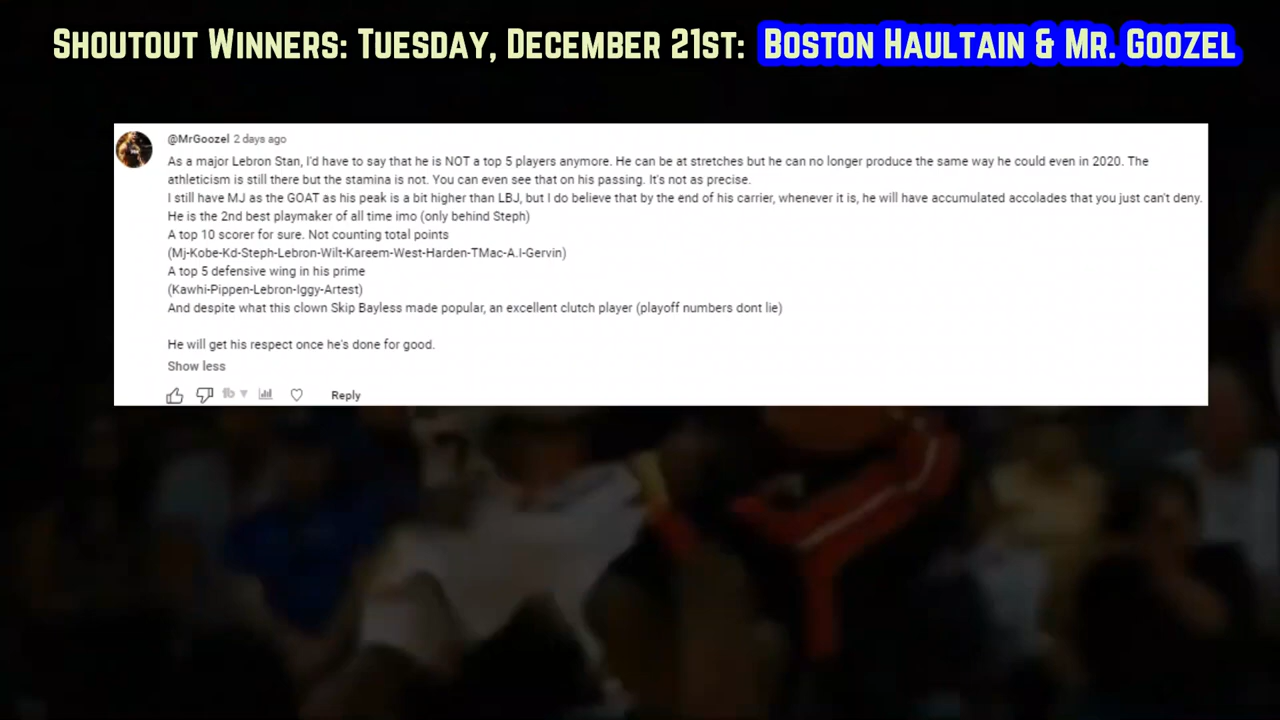 Shoutout Winners: Tuesday, December 21st: Boston Haultain & Mr. Goozel
@MrGoozel 2 days ago
As a major Lebron Stan, I'd have to say that he is NOT a top 5 players anymore. He can be at stretches but he can no longer produce the same way he could even in 2020. The
athleticism is still there but the stamina is not. You can even see that on his passing. It's not as precise.
I still have MJ as the GOAT as his peak is a bit higher than LBJ, but I do believe that by the end of his carrier, whenever it is, he will have accumulated accolades that you just can't deny.
He is the 2nd best playmaker of all time imo (only behind Steph)
A top 10 scorer for sure. Not counting total points
(Mj-Kobe-Kd-Steph-Lebron-Wilt-Kareem-West-Harden-TMac-A.I-Gervin)
A top 5 defensive wing in his prime
(Kawhi-Pippen-Lebron-Iggy-Artest)
And despite what this clown Skip Bayless made popular, an excellent clutch player (playoff numbers dont lie)
He will get his respect once he's done for good.
Show less
Reply